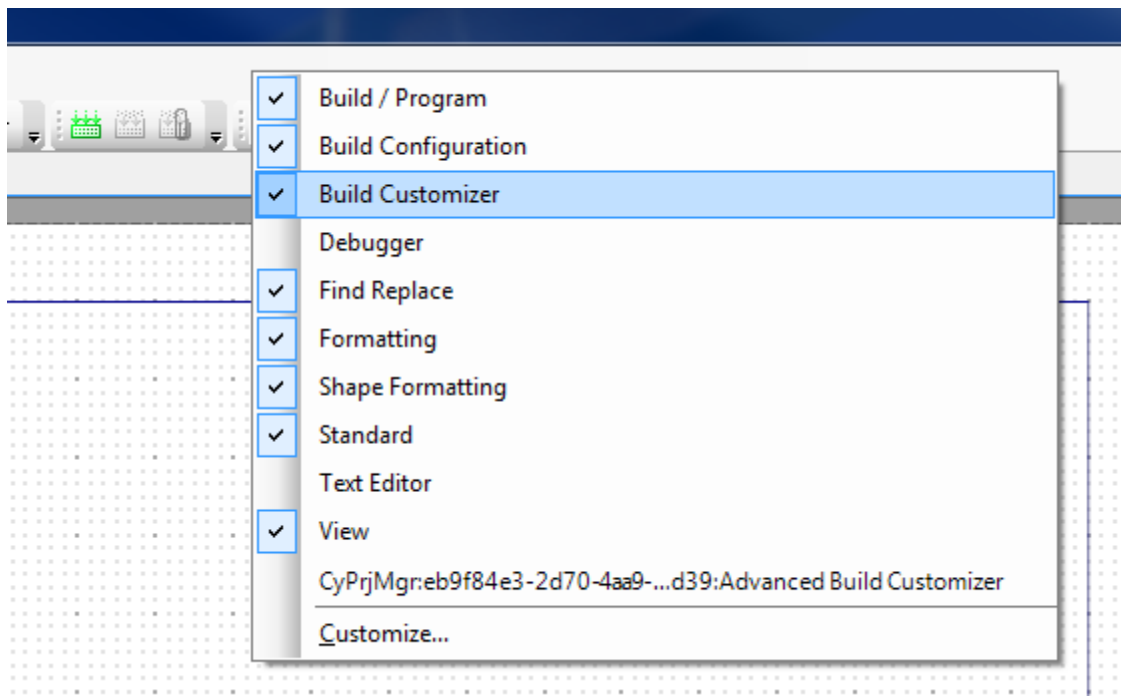 Build / Program
Build Configuration
Build Customizer
Debugger
Find Replace
Formatting
Shape Formatting
Standard
Text Editor
View
CyPrjMgr:eb9f84e3-2d70-4aa9-...d39:Advanced Build Customizer
Customize...